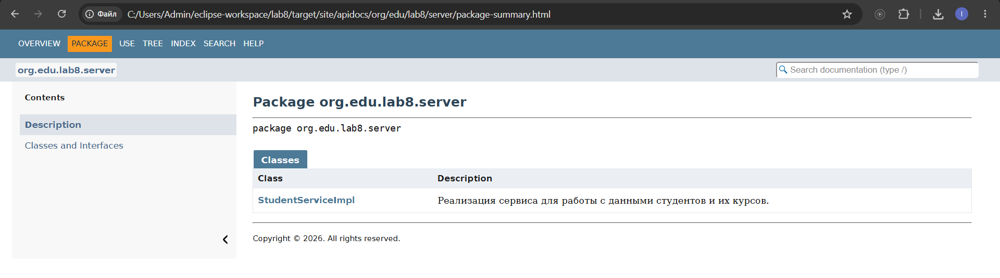 Файл C:/Users/Admin/eclipse-workspace/lab8/target/site/apidocs/org/edu/lab8/server/package-summary.html I
OVERVIEW PACKAGE USE TREE INDEX SEARCH HELP
org.edu.lab8.server Search documentation (type /)
Contents
Description
Classes and Interfaces
Package org.edu.lab8.server
package org.edu.lab8.server
Classes
Class Description
StudentServiceImpl Реализация сервиса для работы с данными студентов и их курсов.
Copyright © 2026. All rights reserved.